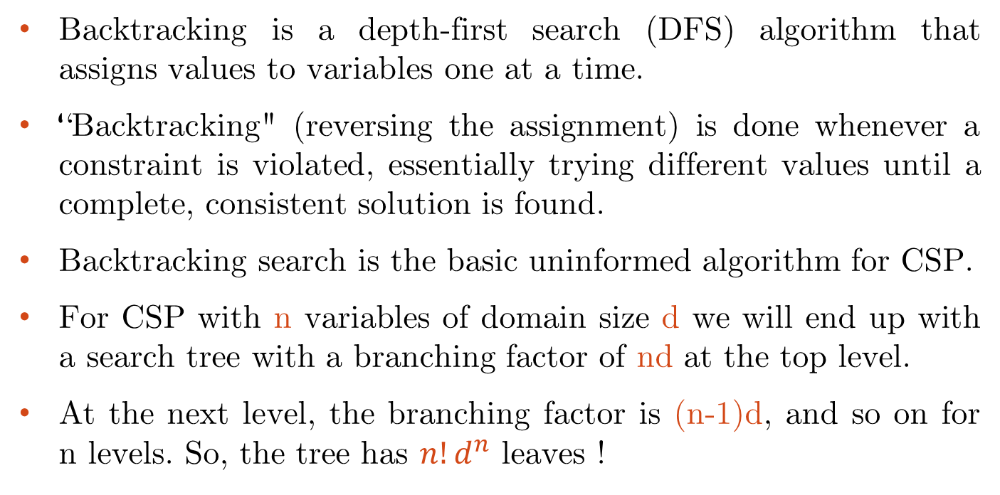 • Backtracking is a depth-first search (DFS) algorithm that
assigns values to variables one at a time.
• “Backtracking" (reversing the assignment) is done whenever a
constraint is violated, essentially trying different values until a
complete, consistent solution is found.
• Backtracking search is the basic uninformed algorithm for CSP.
• For CSP with n variables of domain size d we will end up with
a search tree with a branching factor of nd at the top level.
• At the next level, the branching factor is (n-1)d, and so on for
n levels. So, the tree has n! dⁿ leaves !